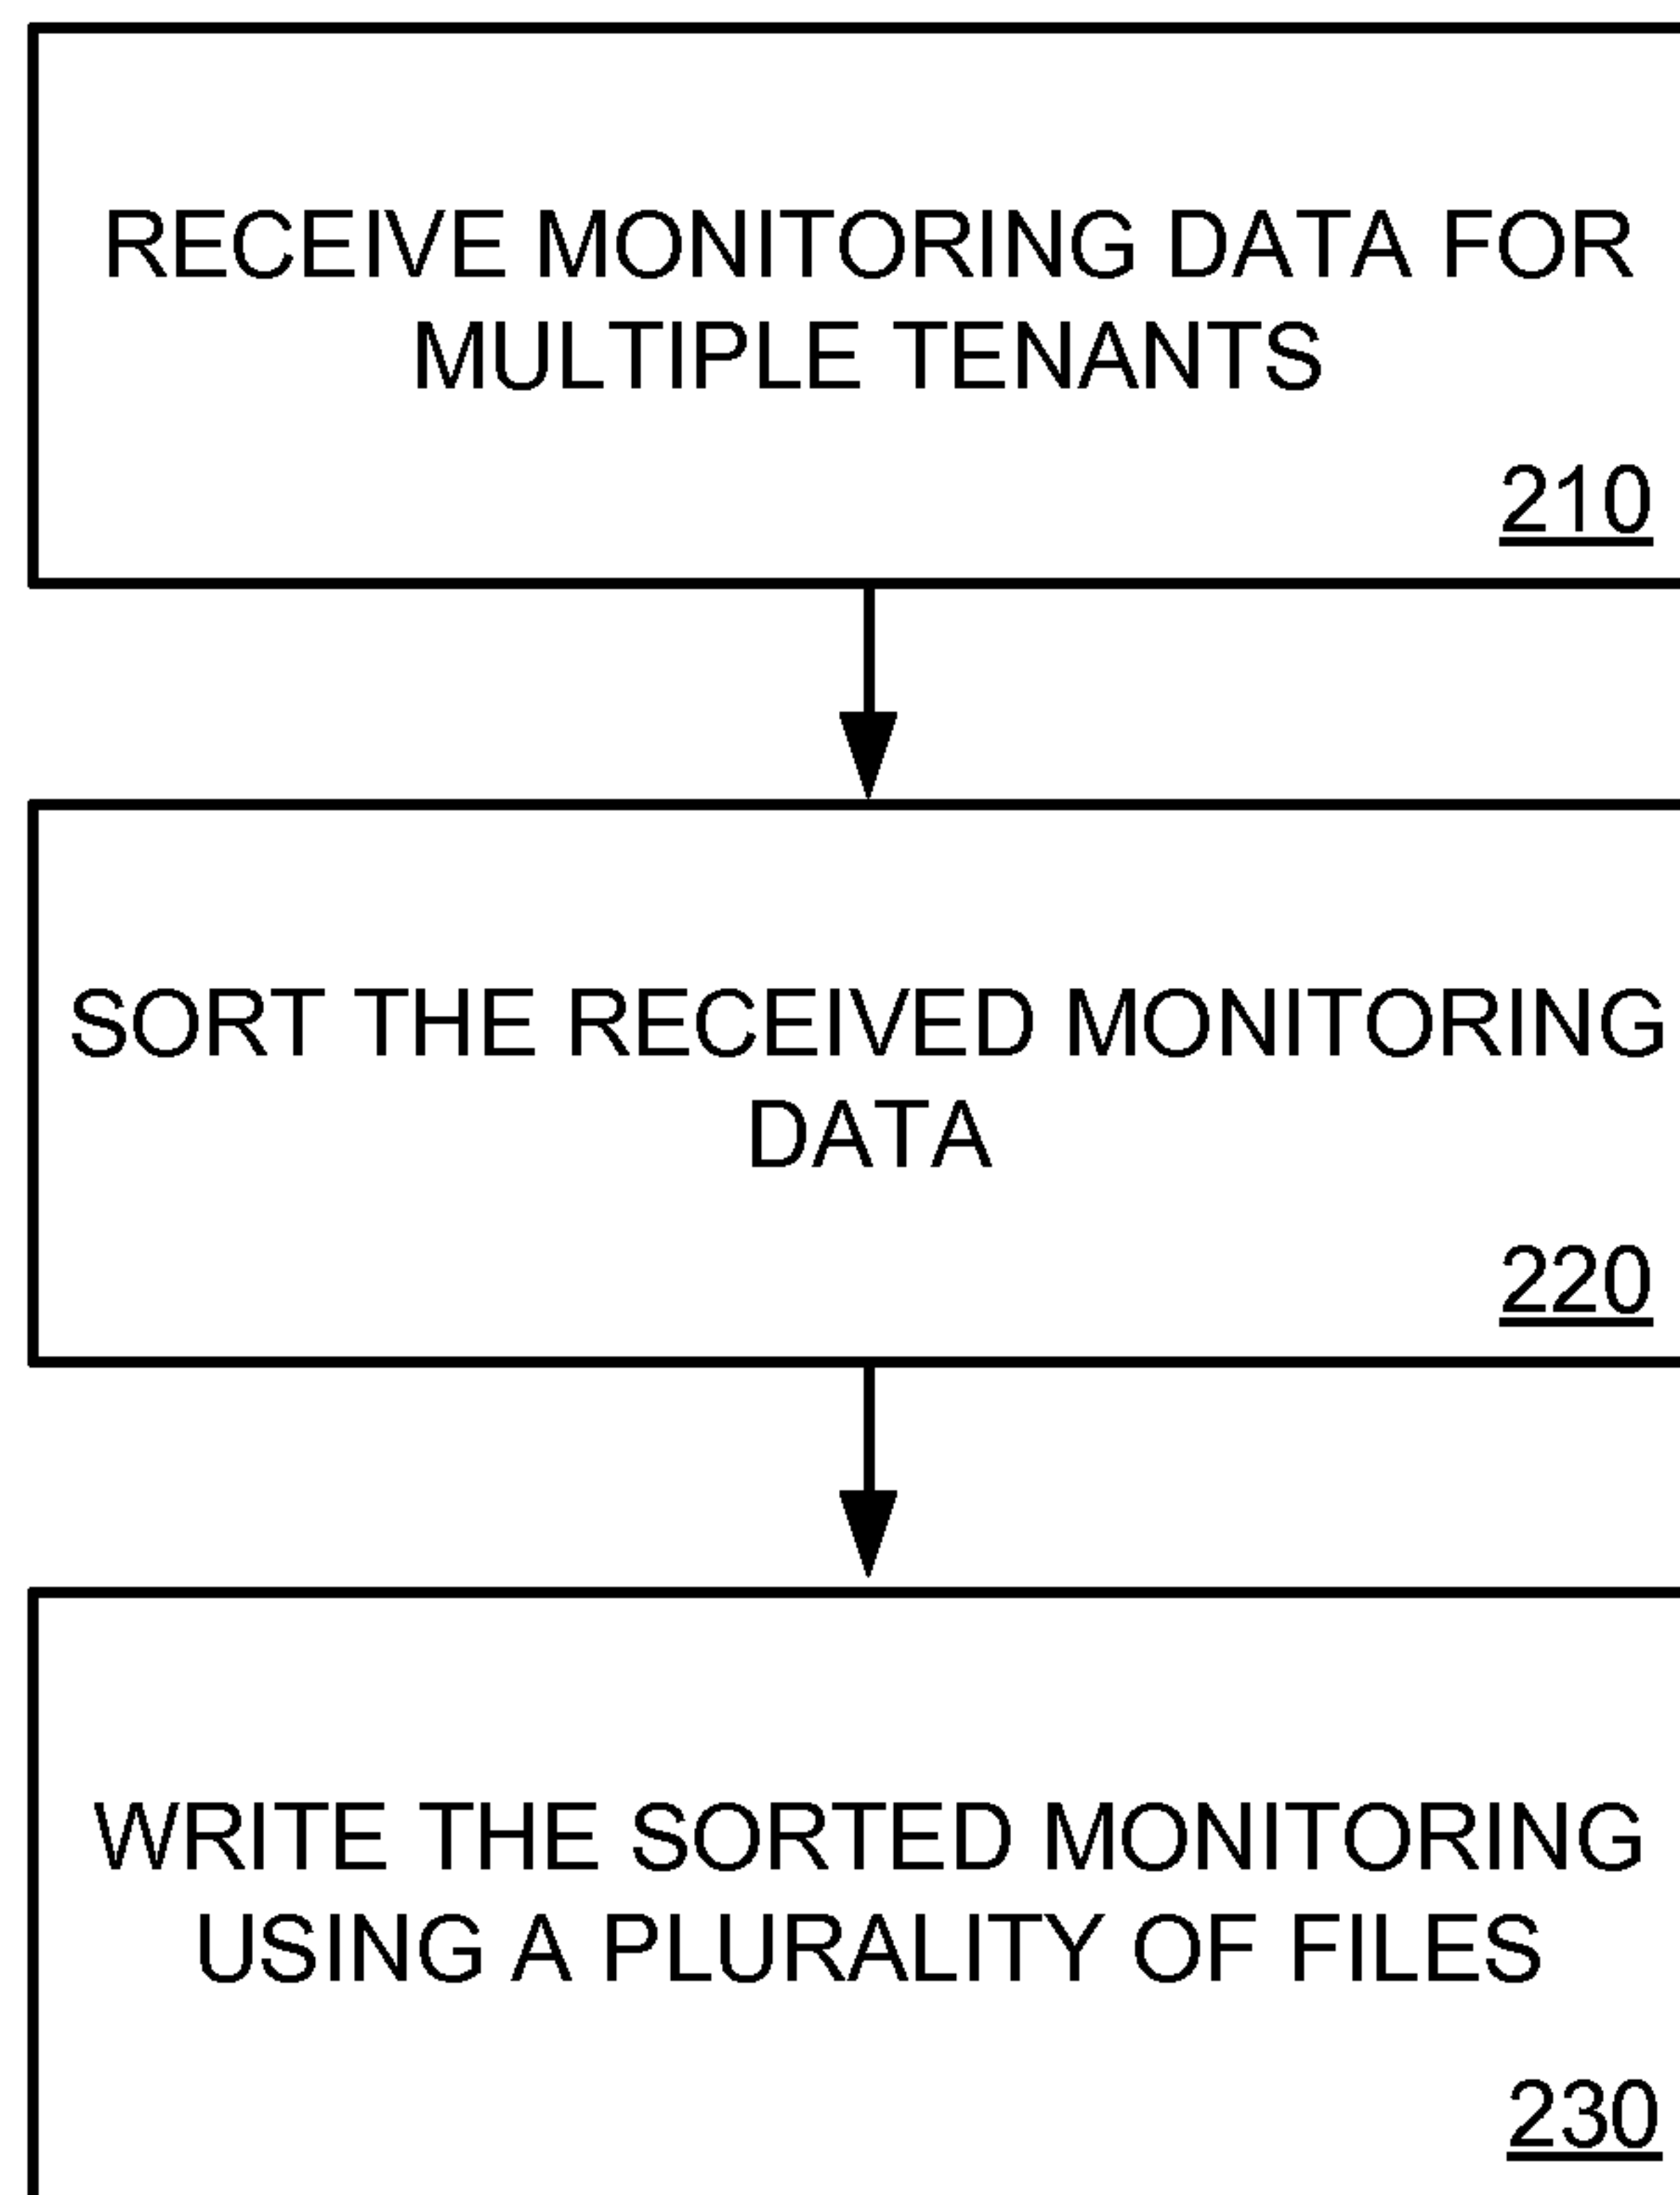 RECEIVE MONITORING DATA FOR
MULTIPLE TENANTS
210
SORT THE RECEIVED MONITORING
DATA
220
WRITE THE SORTED MONITORING
USING A PLURALITY OF FILES
230